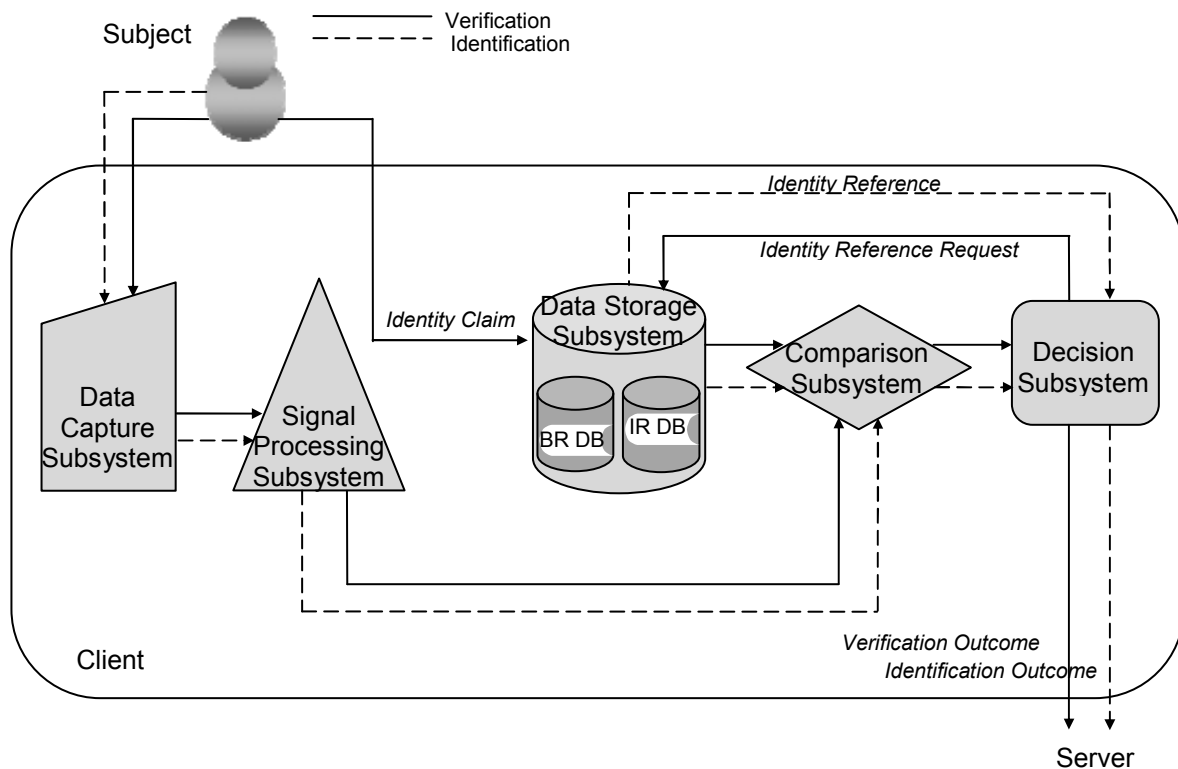 Subject
Verification
Identification
Identity Reference
Identity Reference Request
Identity Claim
Data Storage
Subsystem
BR DB
IR DB
Comparison
Subsystem
Decision
Subsystem
Data
Capture
Subsystem
Signal
Processing
Subsystem
Verification Outcome
Identification Outcome
Client
Server